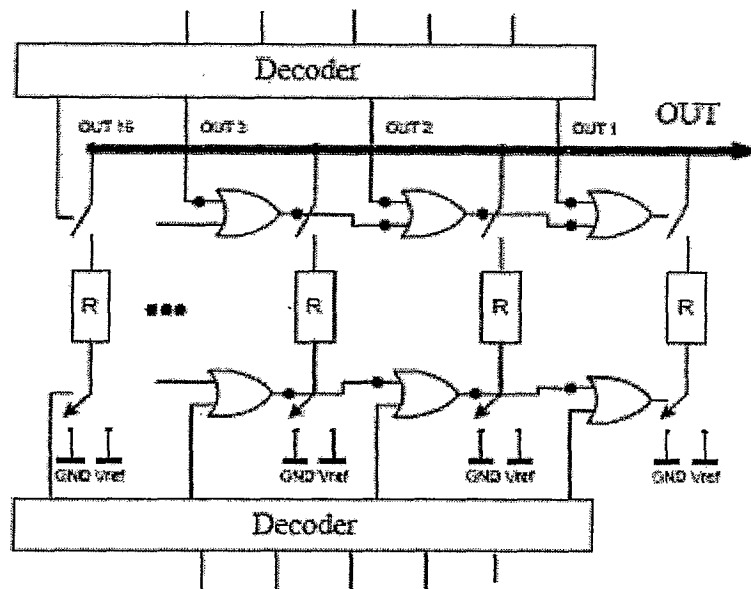 Decoder
OUT 16 OUT 3 OUT 2 OUT 1 OUT
R R R R
GND Vref GND Vref GND Vref GND Vref
Decoder